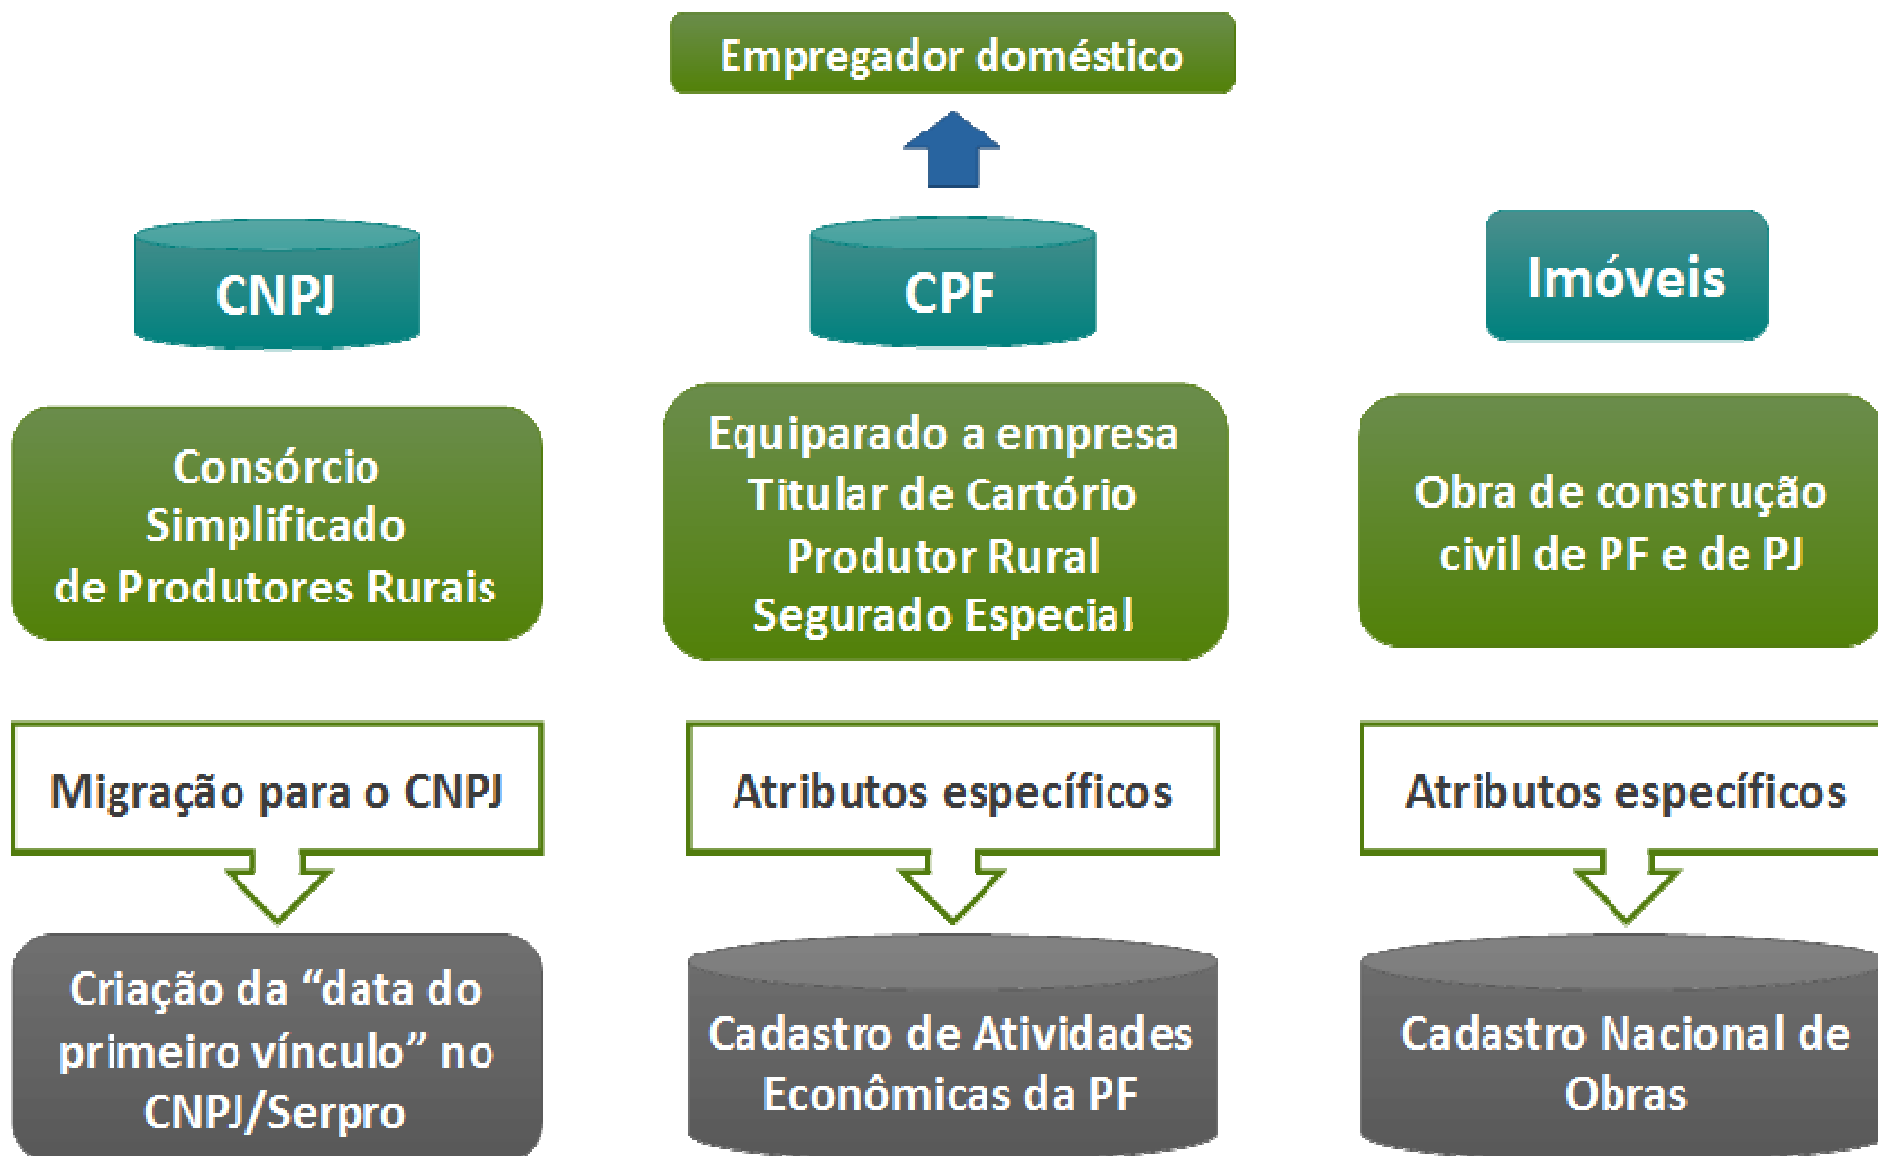 Empregador doméstico
CNPJ
CPF
Imóveis
Consórcio
Simplificado
de Produtores Rurais
Equiparado a empresa
Titular de Cartório
Produtor Rural
Segurado Especial
Obra de construção
civil de PF e de PJ
Migração para o CNPJ
Atributos específicos
Atributos específicos
Criação da “data do
primeiro vínculo” no
CNPJ/Serpro
Cadastro de Atividades
Econômicas da PF
Cadastro Nacional de
Obras